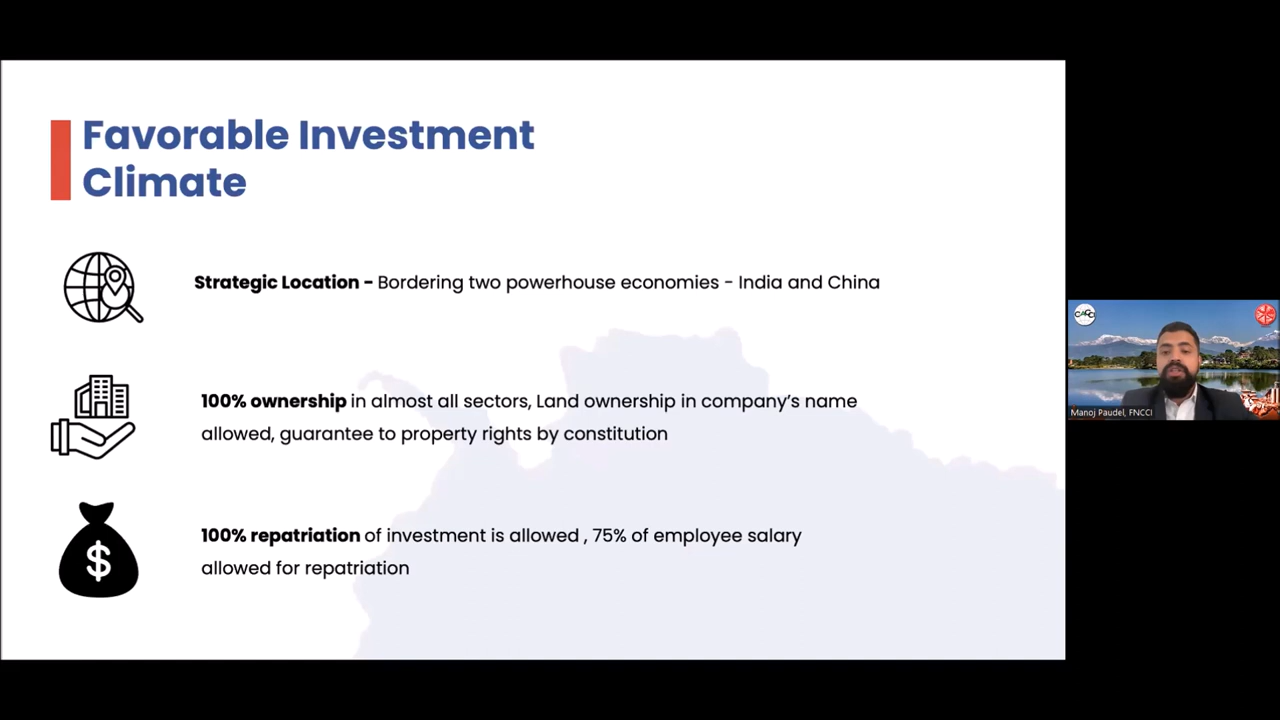 Favorable Investment
Climate
Strategic Location - Bordering two powerhouse economies - India and China
100% ownership in almost all sectors, Land ownership in company’s name
allowed, guarantee to property rights by constitution
$
100% repatriation of investment is allowed , 75% of employee salary
allowed for repatriation
CACCI
Manoj Paudel, FNCCI